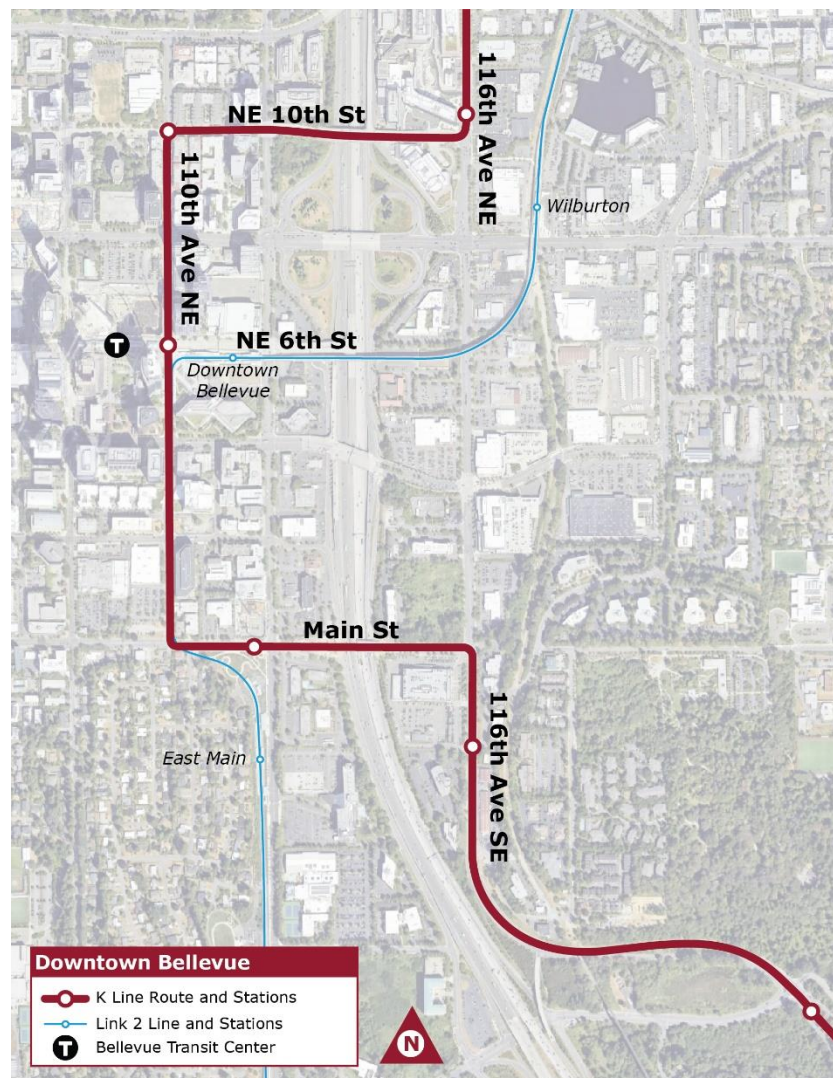 NE 10th St
116th Ave NE
110th Ave NE
Wilburton
T
NE 6th St
Downtown
Bellevue
Main St
116th Ave SE
East Main
Downtown Bellevue
K Line Route and Stations
Link 2 Line and Stations
T
Bellevue Transit Center
N